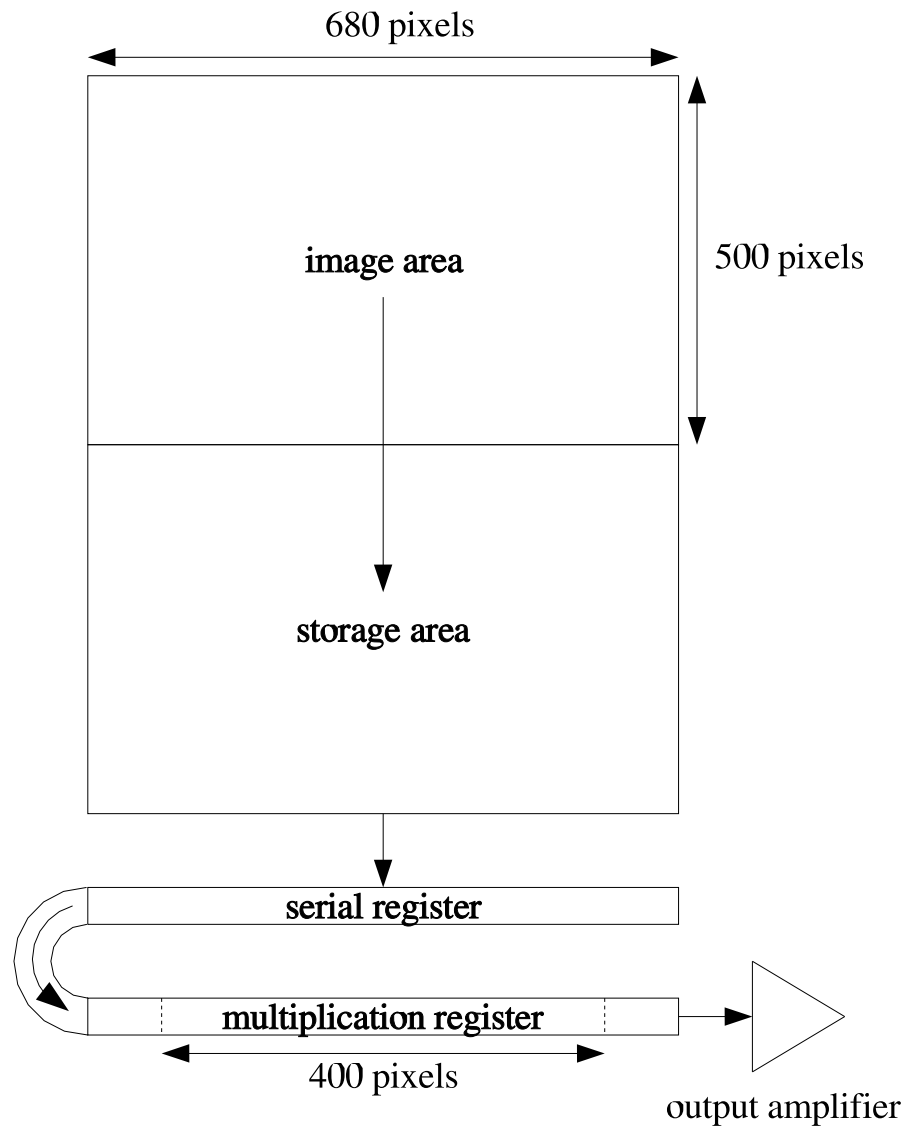 680 pixels
image area
500 pixels
storage area
serial register
multiplication register
400 pixels
output amplifier